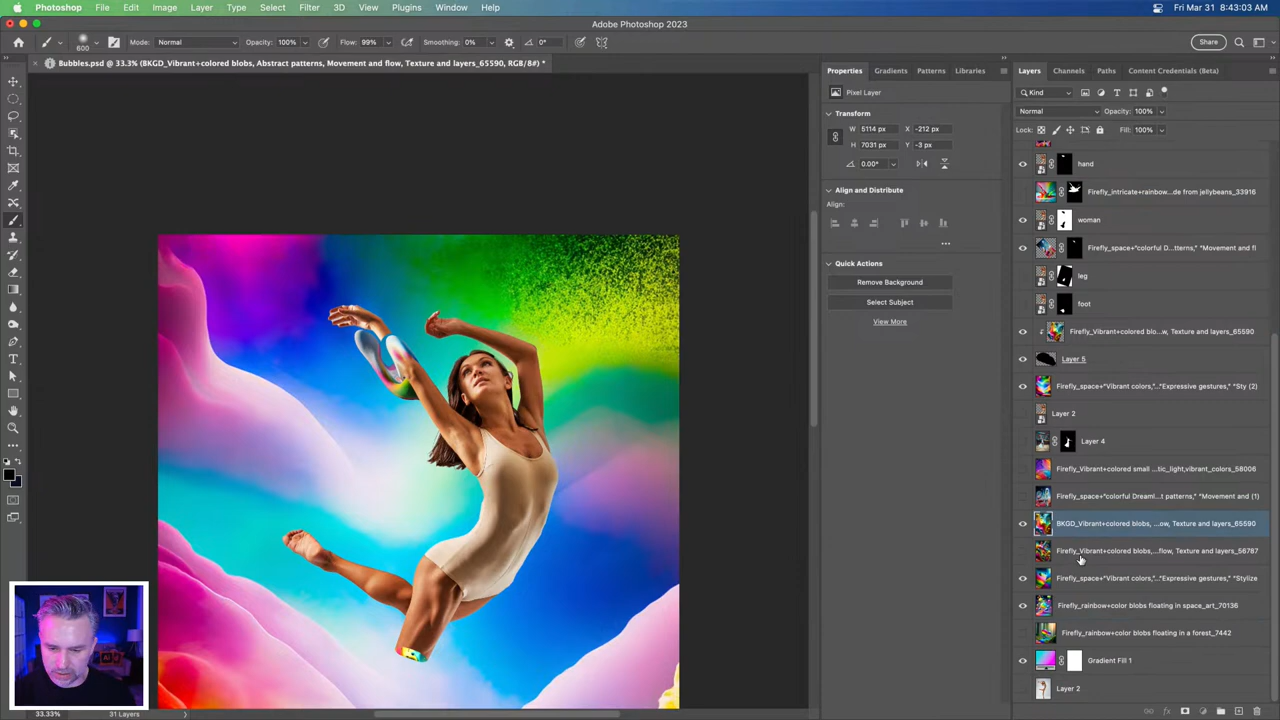 Photoshop File Edit Image Layer Type Select Filter 3D View Plugins Window Help Fri Mar 31 8:43:03 AM
Adobe Photoshop 2023
600 Mode: Normal Opacity: 100% Flow: 99% Smoothing: 0% 0° Share
Bubbles.psd @ 33.3% (BKGD_Vibrant+colored blobs, Abstract patterns, Movement and flow, Texture and layers_65590, RGB/8#) *
Properties Gradients Patterns Libraries
Pixel Layer
Transform
W 5114 px X -212 px
H 7031 px Y -3 px
0.00°
Align and Distribute
Align:
Quick Actions
Remove Background
Select Subject
View More
Layers Channels Paths Content Credentials (Beta)
Kind
Normal Opacity: 100%
Lock: Fill: 100%
hand
Firefly_intricate+rainbow...de from jellybeans_33916
woman
Firefly_space+"colorful D...tterns," "Movement and fl
leg
foot
Firefly_Vibrant+colored blo...w, Texture and layers_65590
Layer 5
Firefly_space+"Vibrant colors,"..."Expressive gestures," "Sty (2)
Layer 2
Layer 4
Firefly_Vibrant+colored small ...tic_light,vibrant_colors_58006
Firefly_space+"colorful Dreaml...t patterns," "Movement and (1)
BKGD_Vibrant+colored blobs, ...ow, Texture and layers_65590
Firefly_Vibrant+colored blobs,...flow, Texture and layers_56787
Firefly_space+"Vibrant colors,"..."Expressive gestures," "Stylize
Firefly_rainbow+color blobs floating in space_art_70136
Firefly_rainbow+color blobs floating in a forest_7442
Gradient Fill 1
Layer 2
33.33% 31 Layers